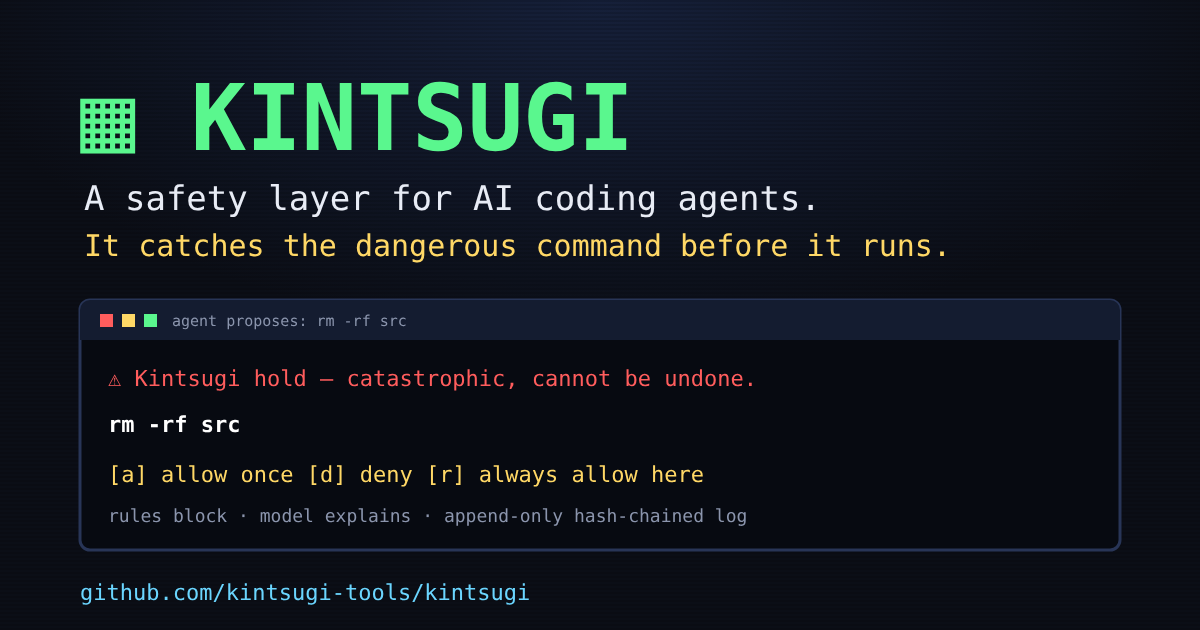 KINTSUGI
A safety layer for AI coding agents.
It catches the dangerous command before it runs.
agent proposes: rm -rf src
⚠ Kintsugi hold — catastrophic, cannot be undone.
rm -rf src
[a] allow once [d] deny [r] always allow here
rules block · model explains · append-only hash-chained log
github.com/kintsugi-tools/kintsugi